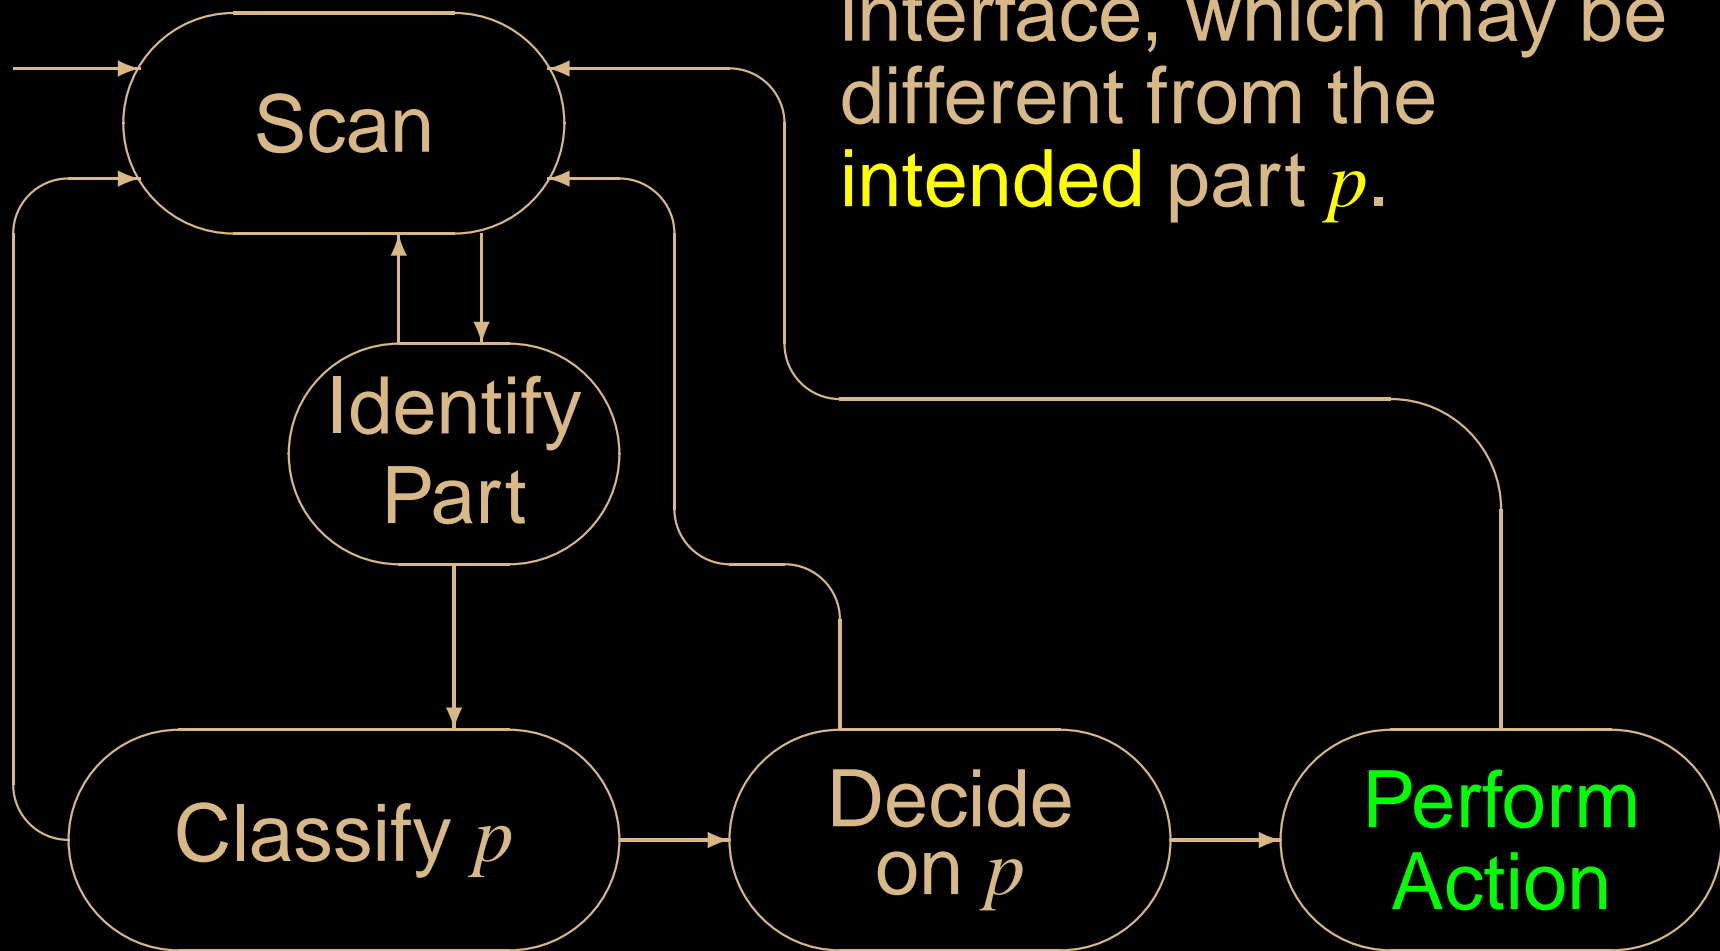 interface, which may be
different from the
intended part p.
Scan
Identify
Part
Classify p
Decide
on p
Perform
Action